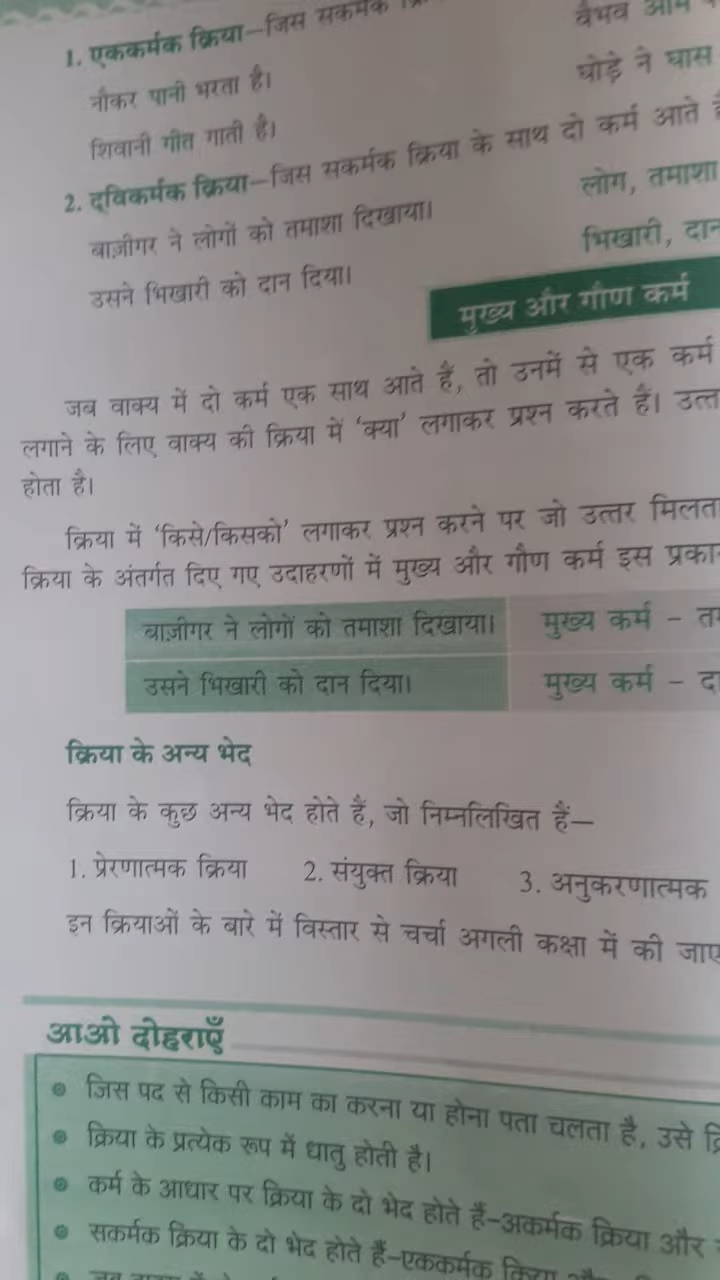 1. एककर्मक क्रिया–जिस सकर्मक
वैभव आम
नौकर पानी भरता है।
घोड़े ने घास
शिवानी गीत गाती है।
2. द्‌विकर्मक क्रिया–जिस सकर्मक क्रिया के साथ दो कर्म आते
बाज़ीगर ने लोगों को तमाशा दिखाया।
लोग, तमाशा
उसने भिखारी को दान दिया।
भिखारी, दान
मुख्य और गौण कर्म
जब वाक्य में दो कर्म एक साथ आते हैं, तो उनमें से एक कर्म
लगाने के लिए वाक्य की क्रिया में ‘क्या’ लगाकर प्रश्न करते हैं। उत्त
होता है।
क्रिया में ‘किसे/किसको’ लगाकर प्रश्न करने पर जो उत्तर मिलत
क्रिया के अंतर्गत दिए गए उदाहरणों में मुख्य और गौण कर्म इस प्रका
बाज़ीगर ने लोगों को तमाशा दिखाया। मुख्य कर्म – त
उसने भिखारी को दान दिया। मुख्य कर्म – दा
क्रिया के अन्य भेद
क्रिया के कुछ अन्य भेद होते हैं, जो निम्नलिखित हैं–
1. प्रेरणात्मक क्रिया 2. संयुक्त क्रिया 3. अनुकरणात्मक
इन क्रियाओं के बारे में विस्तार से चर्चा अगली कक्षा में की जाए
आओ दोहराएँ
• जिस पद से किसी काम का करना या होना पता चलता है, उसे
• क्रिया के प्रत्येक रूप में धातु होती है।
• कर्म के आधार पर क्रिया के दो भेद होते हैं–अकर्मक क्रिया और
• सकर्मक क्रिया के दो भेद होते हैं–एककर्मक क्रिया